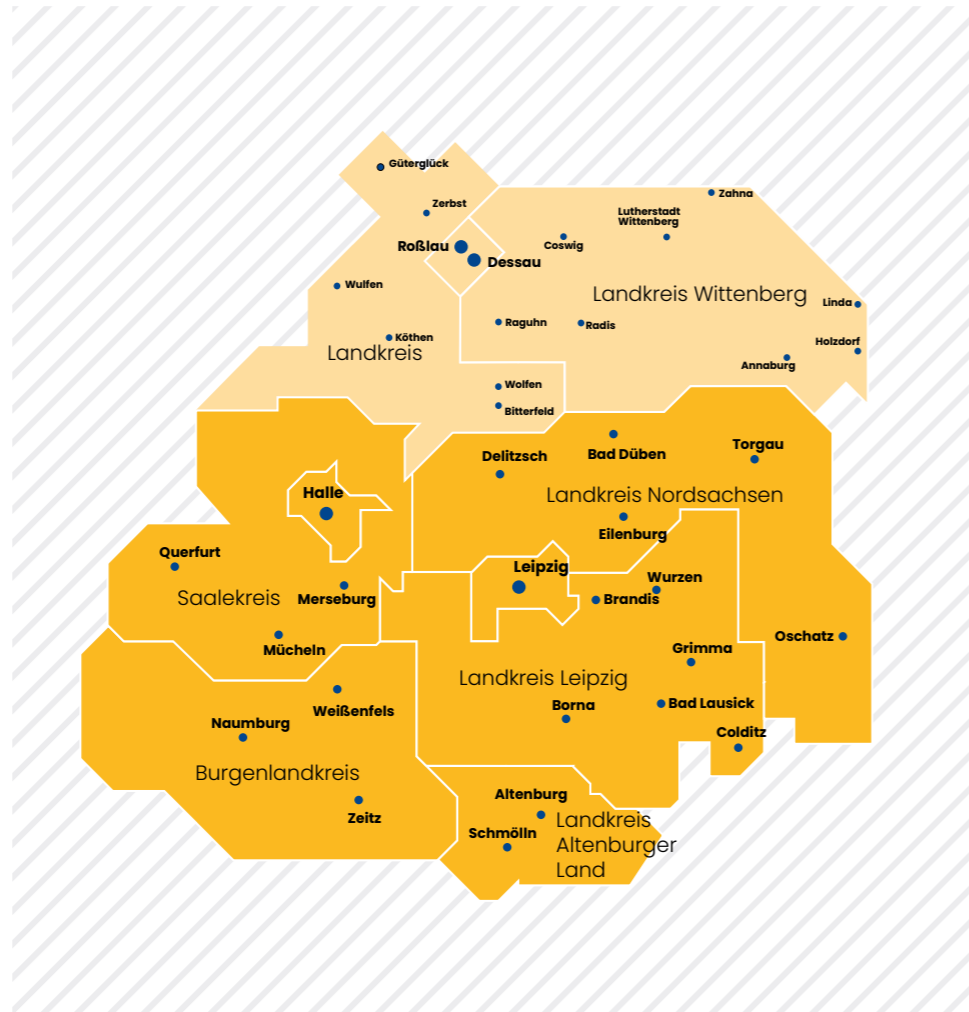 Güterglück
Zahna
Zerbst
Lutherstadt
Wittenberg
Coswig
Roßlau
Dessau
Wulfen
Landkreis Wittenberg
Linda
Raguhn
Radis
Köthen
Holzdorf
Landkreis
Annaburg
Wolfen
Bitterfeld
Torgau
Delitzsch
Bad Düben
Halle
Landkreis Nordsachsen
Eilenburg
Querfurt
Leipzig
Wurzen
Saalekreis
Merseburg
Brandis
Oschatz
Mücheln
Grimma
Landkreis Leipzig
Weißenfels
Borna
Bad Lausick
Naumburg
Colditz
Burgenlandkreis
Altenburg
Zeitz
Schmölln
Landkreis
Altenburger
Land